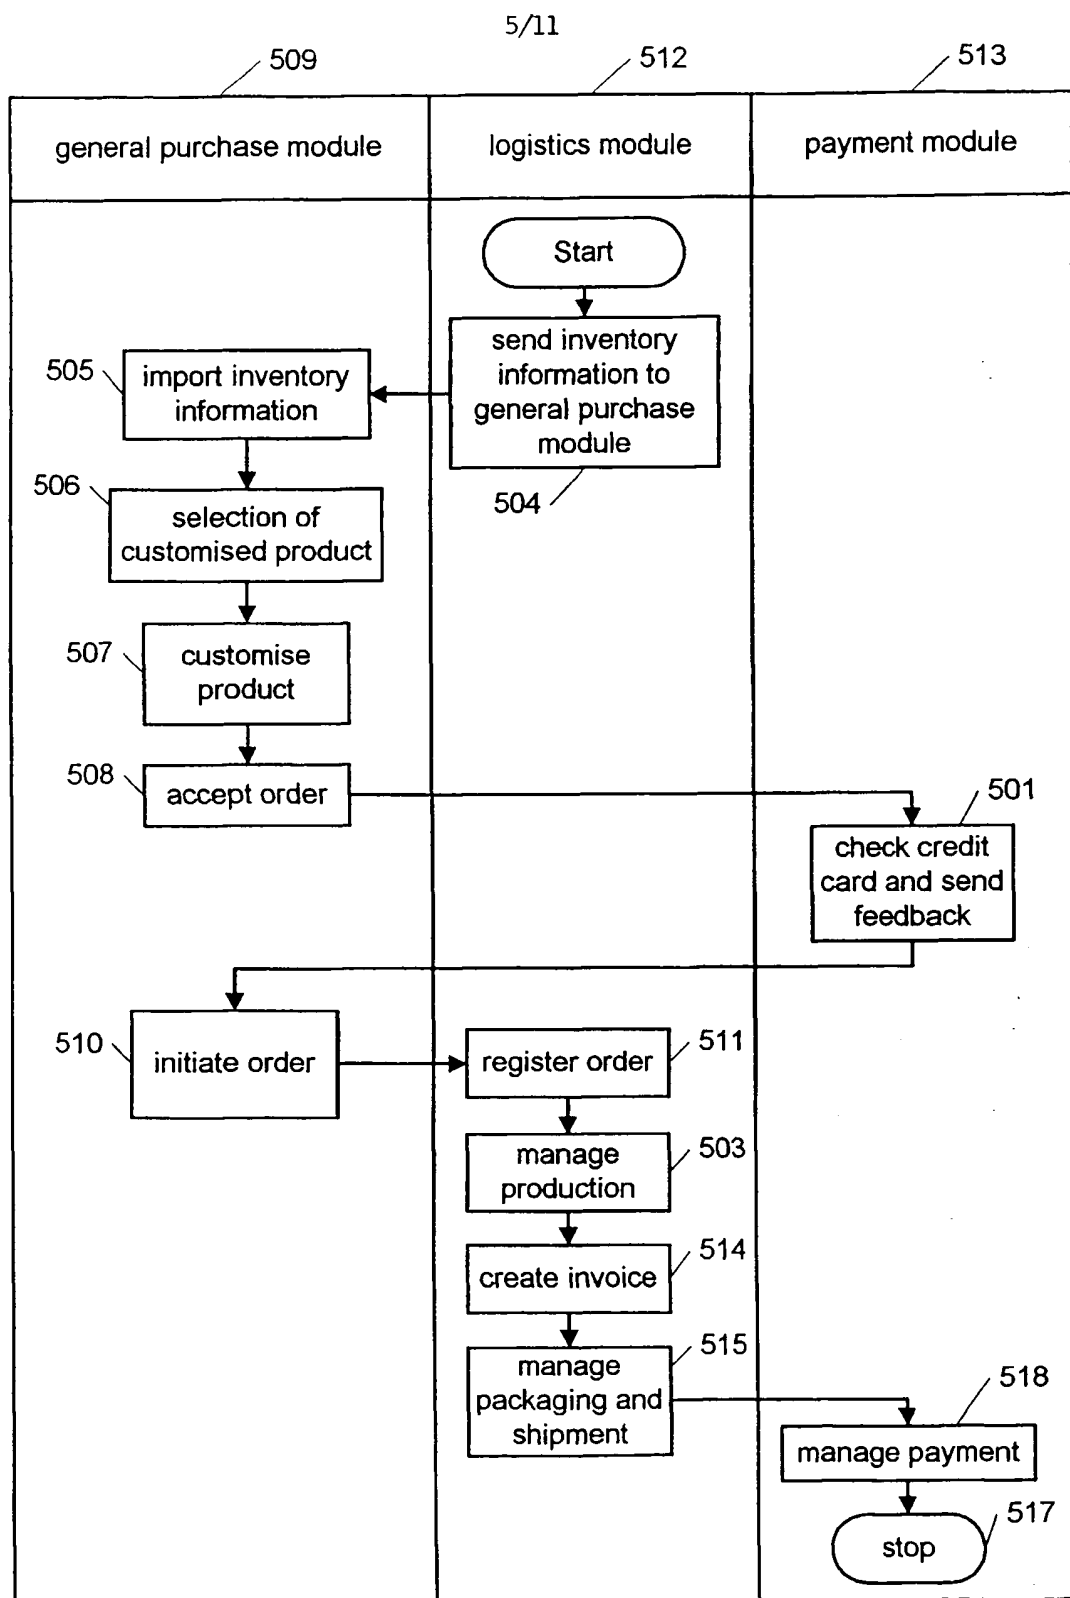 5/11
509
512
513
general purchase module
logistics module
payment module
Start
send inventory
information to
general purchase
module
504
505
import inventory
information
506
selection of
customised product
507
customise
product
508
accept order
501
check credit
card and send
feedback
510
initiate order
register order
511
manage
production
503
create invoice
514
manage
packaging and
shipment
515
518
manage payment
stop
517